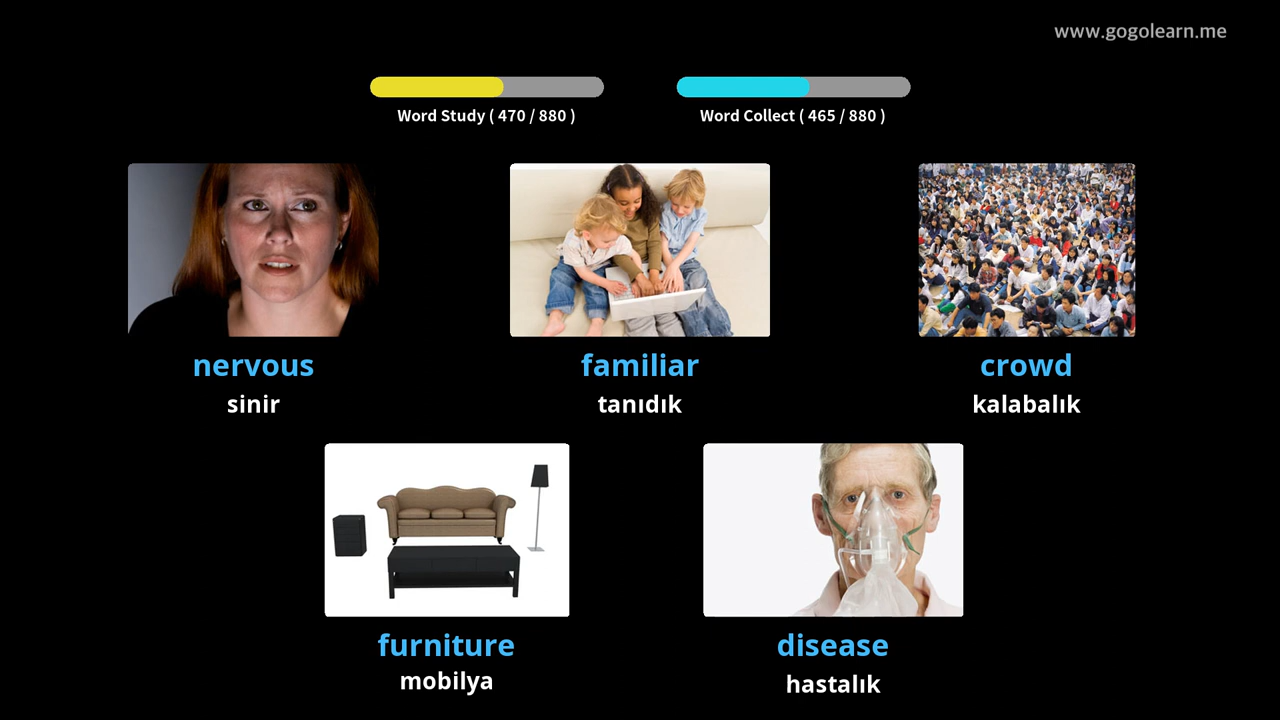 www.gogolearn.me
Word Study ( 470 / 880 )
Word Collect ( 465 / 880 )
nervous
sinir
familiar
tanıdık
crowd
kalabalık
furniture
mobilya
disease
hastalık